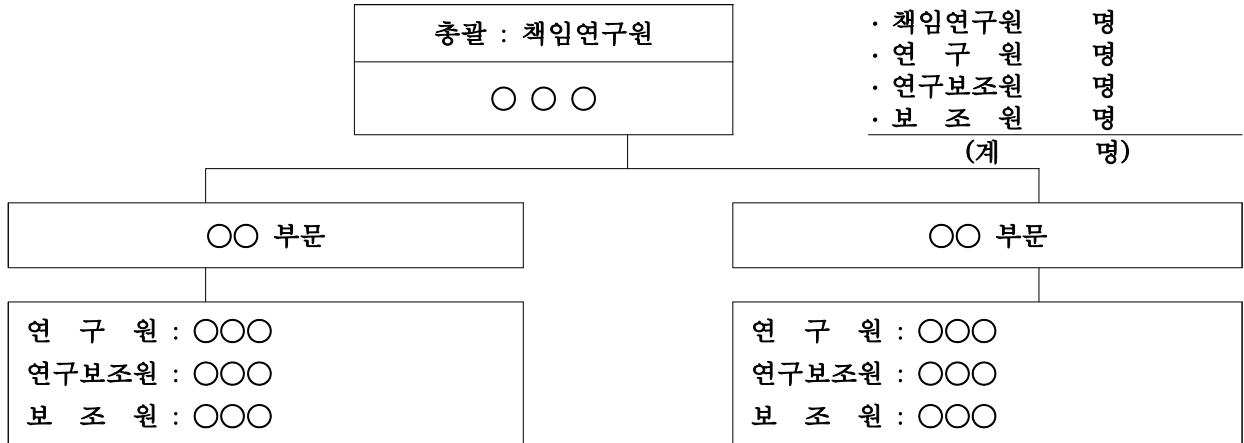 총괄 : 책임연구원
○ ○ ○
· 책임연구원 명
· 연 구 원 명
· 연구보조원 명
· 보 조 원 명
(계 명)
○○ 부문
연 구 원 : ○○○
연구보조원 : ○○○
보 조 원 : ○○○
○○ 부문
연 구 원 : ○○○
연구보조원 : ○○○
보 조 원 : ○○○